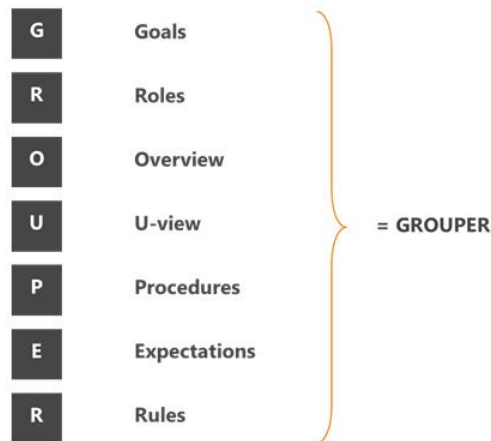 G Goals
R Roles
O Overview
U U-view
= GROUPER
P Procedures
E Expectations
R Rules